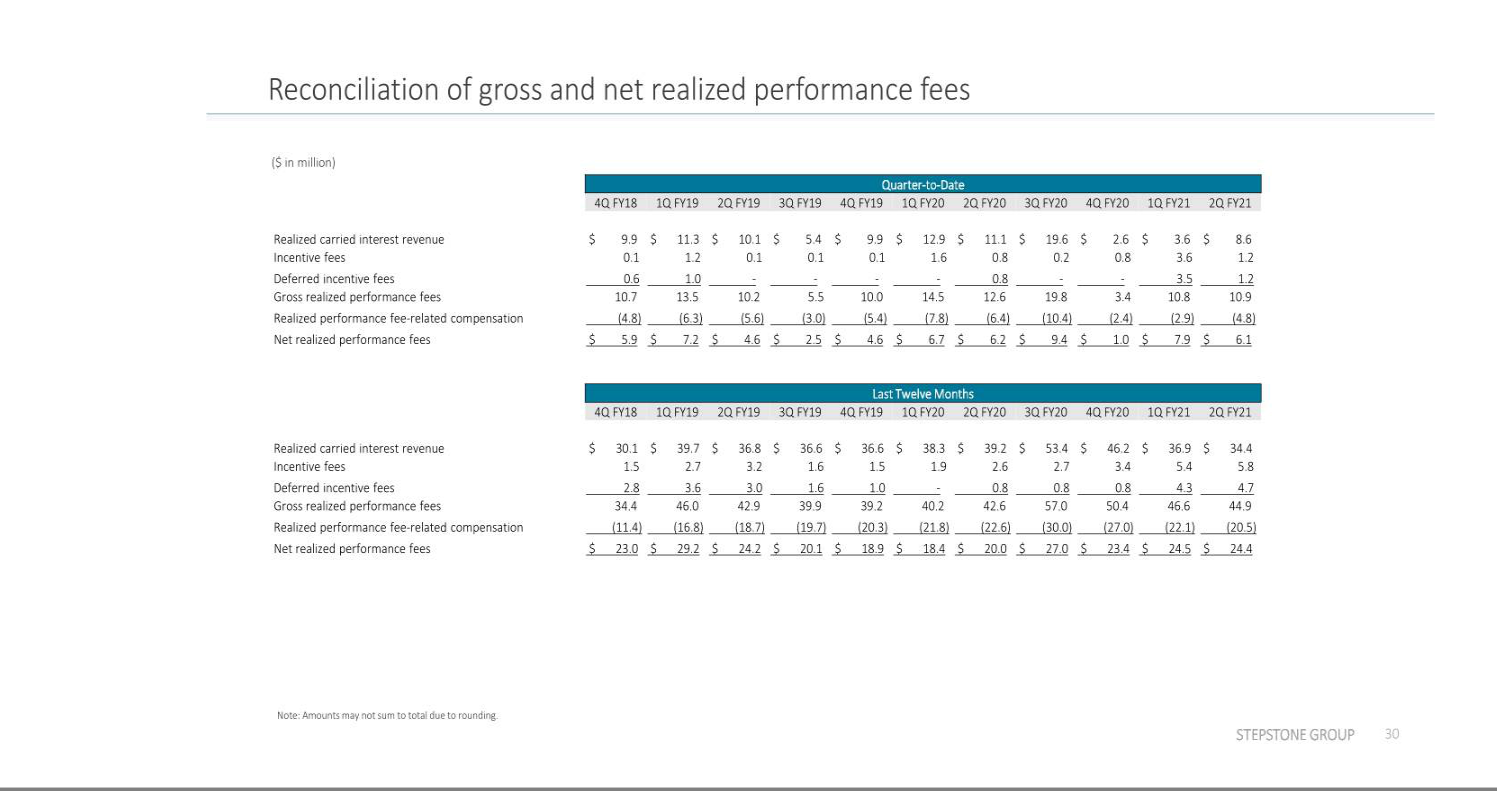 Reconciliation of gross and net realized performance fees
($ in million)
Quarter-to-Date
4Q FY18 1Q FY19 2Q FY19 3Q FY19 4Q FY19 1Q FY20 2Q FY20 3Q FY20 4Q FY20 1Q FY21 2Q FY21
Realized carried interest revenue $ 9.9 $ 11.3 $ 10.1 $ 5.4 $ 9.9 $ 12.9 $ 11.1 $ 19.6 $ 2.6 $ 3.6 $ 8.6
Incentive fees 0.1 1.2 0.1 0.1 0.1 1.6 0.8 0.2 0.8 3.6 1.2
Deferred incentive fees 0.6 1.0 - - - - 0.8 - - 3.5 1.2
Gross realized performance fees 10.7 13.5 10.2 5.5 10.0 14.5 12.6 19.8 3.4 10.8 10.9
Realized performance fee-related compensation (4.8) (6.3) (5.6) (3.0) (5.4) (7.8) (6.4) (10.4) (2.4) (2.9) (4.8)
Net realized performance fees $ 5.9 $ 7.2 $ 4.6 $ 2.5 $ 4.6 $ 6.7 $ 6.2 $ 9.4 $ 1.0 $ 7.9 $ 6.1
Last Twelve Months
4Q FY18 1Q FY19 2Q FY19 3Q FY19 4Q FY19 1Q FY20 2Q FY20 3Q FY20 4Q FY20 1Q FY21 2Q FY21
Realized carried interest revenue $ 30.1 $ 39.7 $ 36.8 $ 36.6 $ 36.6 $ 38.3 $ 39.2 $ 53.4 $ 46.2 $ 36.9 $ 34.4
Incentive fees 1.5 2.7 3.2 1.6 1.5 1.9 2.6 2.7 3.4 5.4 5.8
Deferred incentive fees 2.8 3.6 3.0 1.6 1.0 - 0.8 0.8 0.8 4.3 4.7
Gross realized performance fees 34.4 46.0 42.9 39.9 39.2 40.2 42.6 57.0 50.4 46.6 44.9
Realized performance fee-related compensation (11.4) (16.8) (18.7) (19.7) (20.3) (21.8) (22.6) (30.0) (27.0) (22.1) (20.5)
Net realized performance fees $ 23.0 $ 29.2 $ 24.2 $ 20.1 $ 18.9 $ 18.4 $ 20.0 $ 27.0 $ 23.4 $ 24.5 $ 24.4
Note: Amounts may not sum to total due to rounding.
STEPSTONE GROUP 30